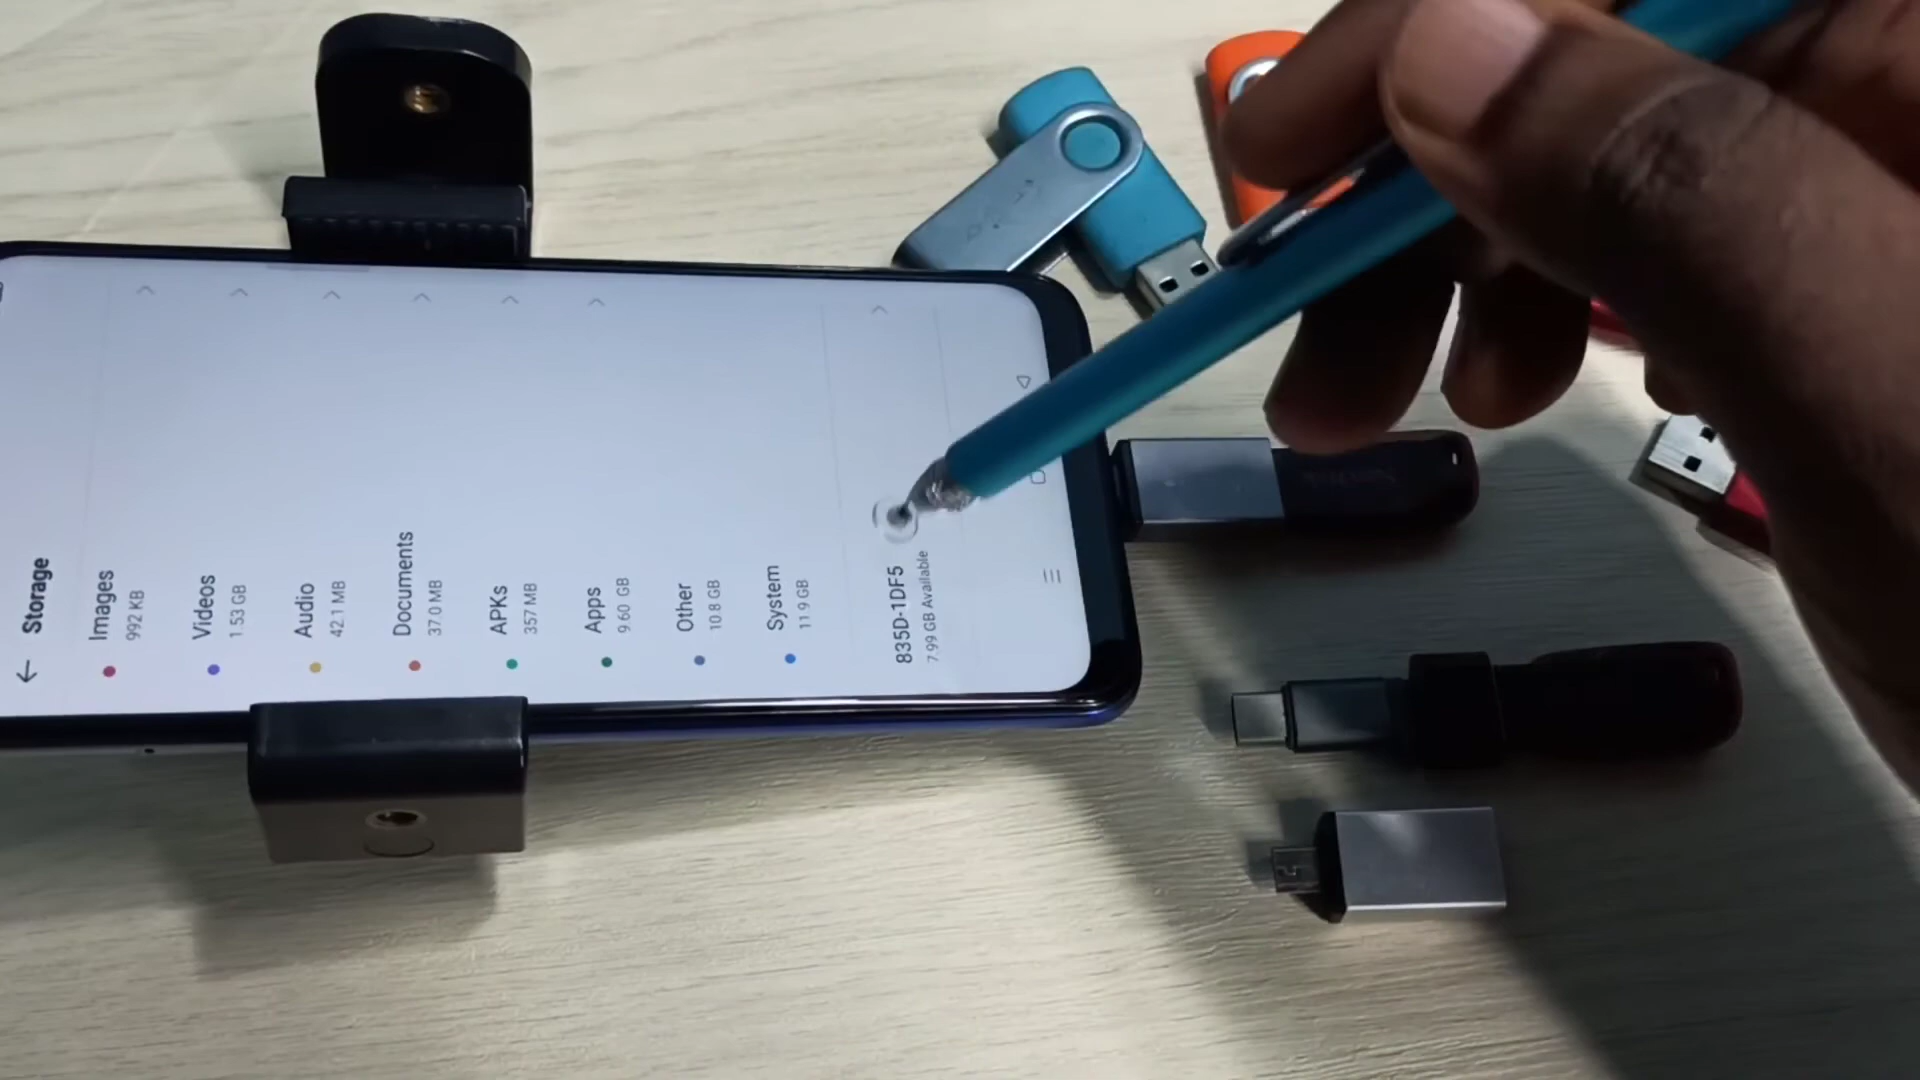 Storage
Images
992 KB
Videos
1.53 GB
Audio
42.1 MB
Documents
37.0 MB
APKs
357 MB
Apps
9.60 GB
Other
10.8 GB
System
11.9 GB
835D-1DF5
7.99 GB Available